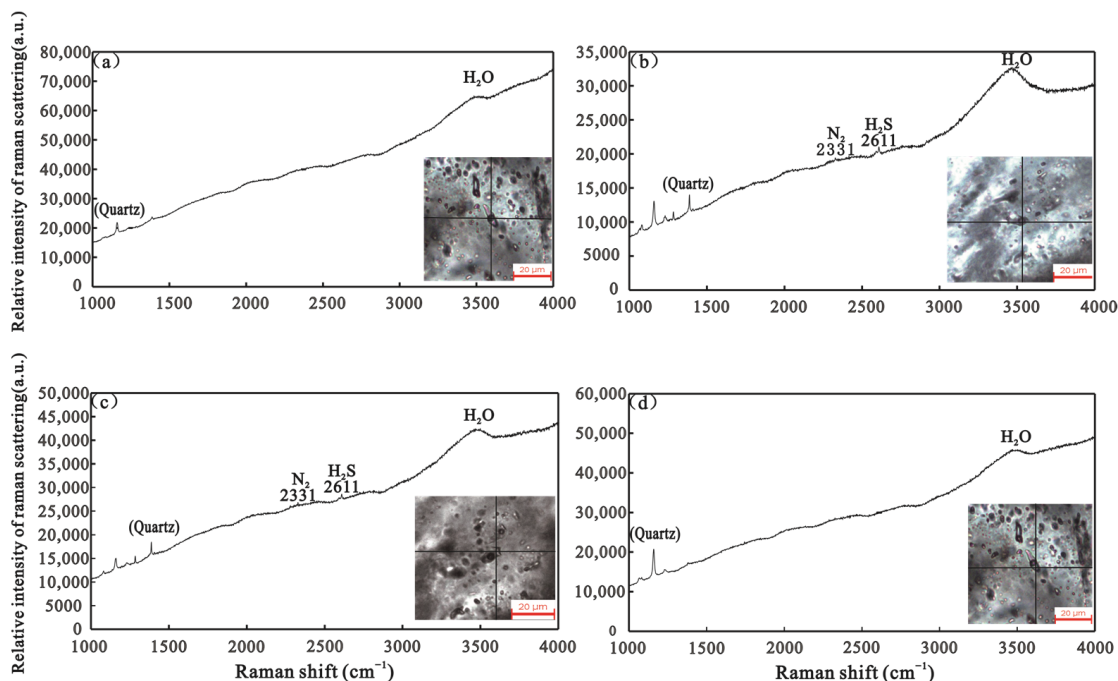 Relative intensity of raman scattering(a.u.)
80,000
70,000
60,000
50,000
40,000
30,000
20,000
10,000
0
(a)
H₂O
(Quartz)
20 μm
1000 1500 2000 2500 3000 3500 4000
35,000
30,000
25,000
20,000
15,000
10,000
5000
0
(b)
H₂O
N₂
2331
H₂S
2611
(Quartz)
20 μm
1000 1500 2000 2500 3000 3500 4000
Relative intensity of raman scattering(a.u.)
50,000
45,000
40,000
35,000
30,000
25,000
20,000
15,000
10,000
5000
0
(c)
H₂O
N₂
2331
H₂S
2611
(Quartz)
20 μm
1000 1500 2000 2500 3000 3500 4000
Raman shift (cm⁻¹)
60,000
50,000
40,000
30,000
20,000
10,000
0
(d)
H₂O
(Quartz)
20 μm
1000 1500 2000 2500 3000 3500 4000
Raman shift (cm⁻¹)